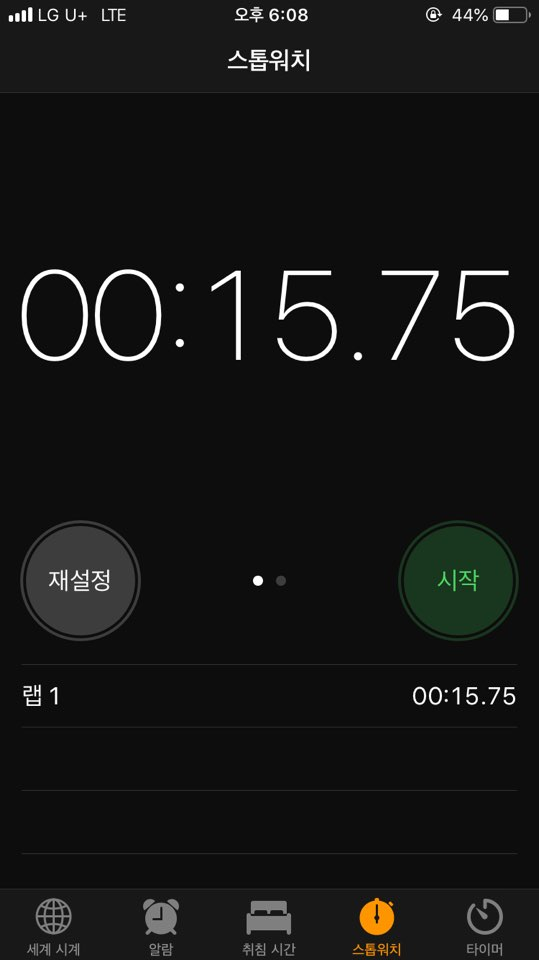 LG U+ LTE 오후 6:08 44%
스톱워치
00:15.75
재설정 시작
랩 1 00:15.75
세계 시계 알람 취침 시간 스톱워치 타이머